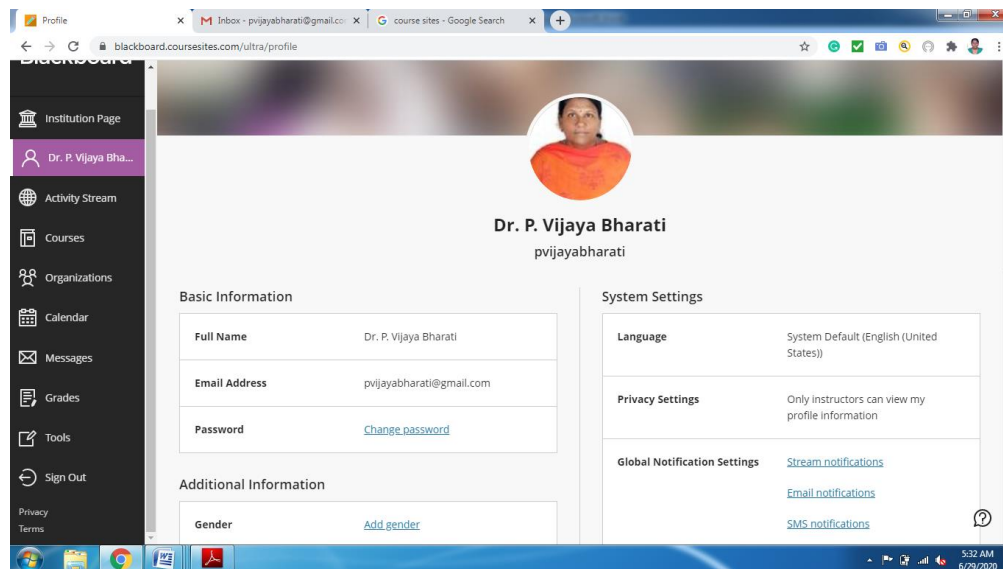 Profile
Inbox - pvijayabharati@gmail.co
course sites - Google Search
blackboard.coursesites.com/ultra/profile
Blackboard
Institution Page
Dr. P. Vijaya Bha...
Activity Stream
Courses
Organizations
Calendar
Messages
Grades
Tools
Sign Out
Privacy
Terms
Dr. P. Vijaya Bharati
pvijayabharati
Basic Information
Full Name Dr. P. Vijaya Bharati
Email Address pvijayabharati@gmail.com
Password Change password
Additional Information
Gender Add gender
System Settings
Language System Default (English (United
States))
Privacy Settings Only instructors can view my
profile information
Global Notification Settings Stream notifications
Email notifications
SMS notifications
5:32 AM
6/29/2020